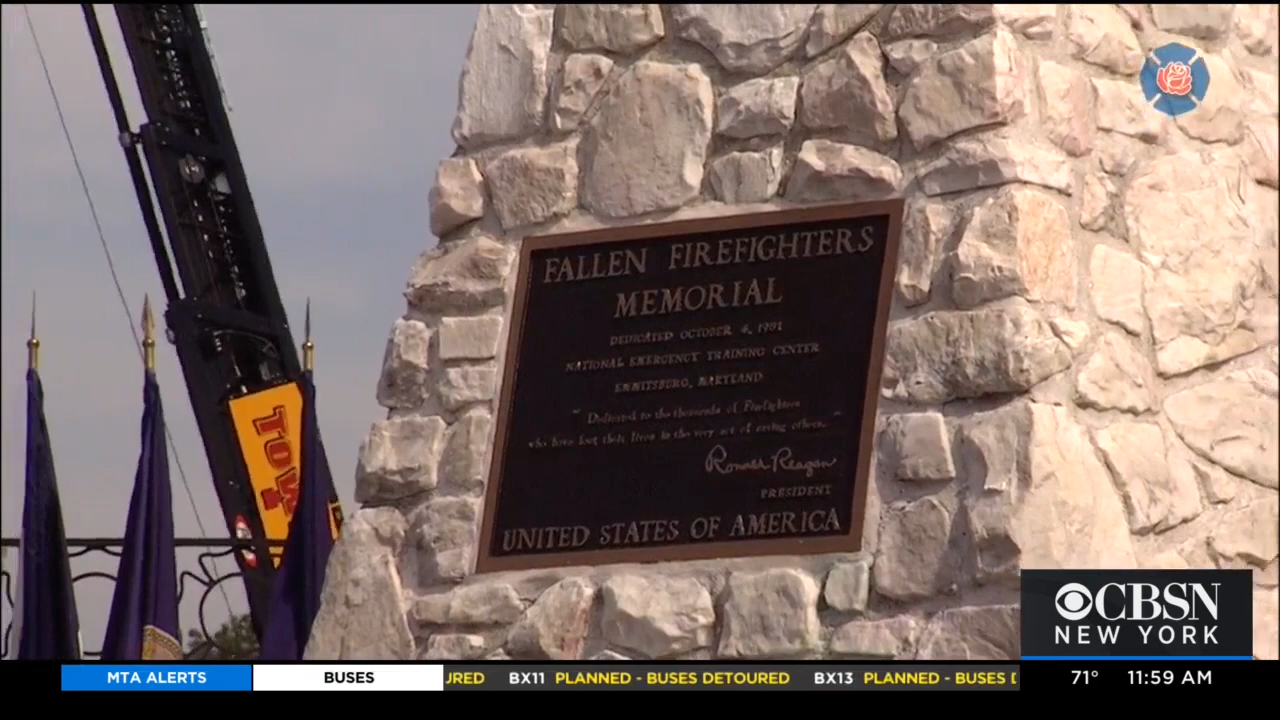 FALLEN FIREFIGHTERS
MEMORIAL
DEDICATED OCTOBER 4, 1981
NATIONAL EMERGENCY TRAINING CENTER
EMMITSBURG, MARYLAND
"Dedicated to the thousands of Firefighters
who have lost their lives in the very act of saving others."
Ronald Reagan
PRESIDENT
UNITED STATES OF AMERICA
TOW
CBSN
NEW YORK
MTA ALERTS BUSES URED BX11 PLANNED - BUSES DETOURED BX13 PLANNED - BUSES D 71° 11:59 AM